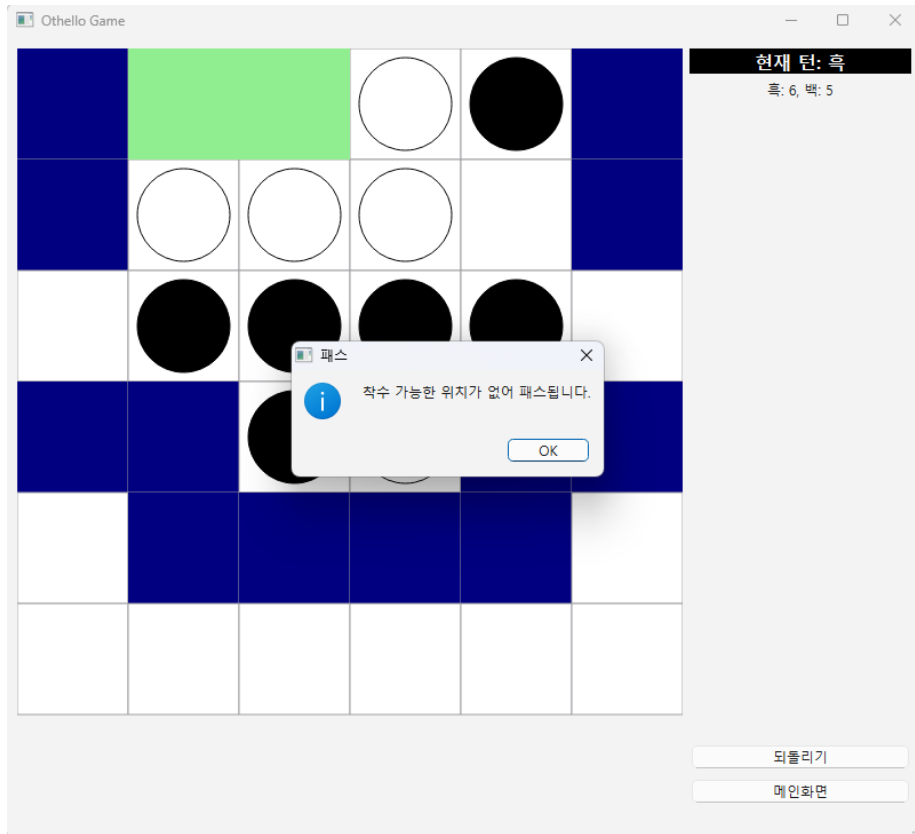 Othello Game
현재 턴: 흑
흑: 6, 백: 5
패스
착수 가능한 위치가 없어 패스됩니다.
OK
되돌리기
메인화면